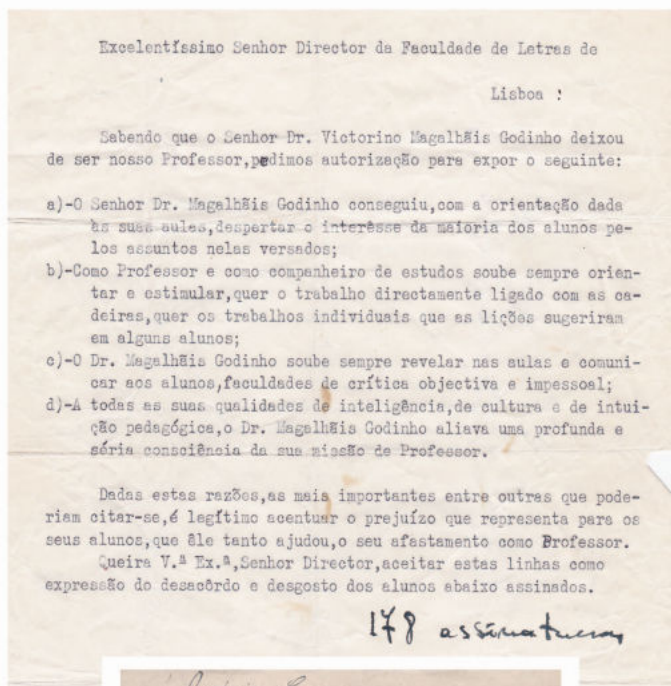 Excelentíssimo Senhor Director da Faculdade de Letras de
Lisboa :
Sabendo que o Senhor Dr. Victorino Magalhãis Godinho deixou
de ser nosso Professor,pedimos autorização para expor o seguinte:
a)-O Senhor Dr. Magalhãis Godinho conseguiu,com a orientação dada
às suas aulas,despertar o interêsse da maioria dos alunos pe-
los assuntos nelas versados;
b)-Como Professor e como companheiro de estudos soube sempre orien-
tar e estimular,quer o trabalho directamente ligado com as ca-
deiras,quer os trabalhos individuais que as lições sugeriram
em alguns alunos;
c)-O Dr. Magalhãis Godinho soube sempre revelar nas aulas e comuni-
car aos alunos,faculdades de crítica objectiva e impessoal;
d)-A todas as suas qualidades de inteligência,de cultura e de intui-
ção pedagógica,o Dr. Magalhãis Godinho aliava uma profunda e
séria consciência da sua missão de Professor.
Dadas estas razões,as mais importantes entre outras que pode-
riam citar-se,é legítimo acentuar o prejuízo que representa para os
seus alunos,que êle tanto ajudou,o seu afastamento como Professor.
Queira V.ª Ex.ª,Senhor Director,aceitar estas linhas como
expressão do desacôrdo e desgosto dos alunos abaixo assinados.
178 assinaturas